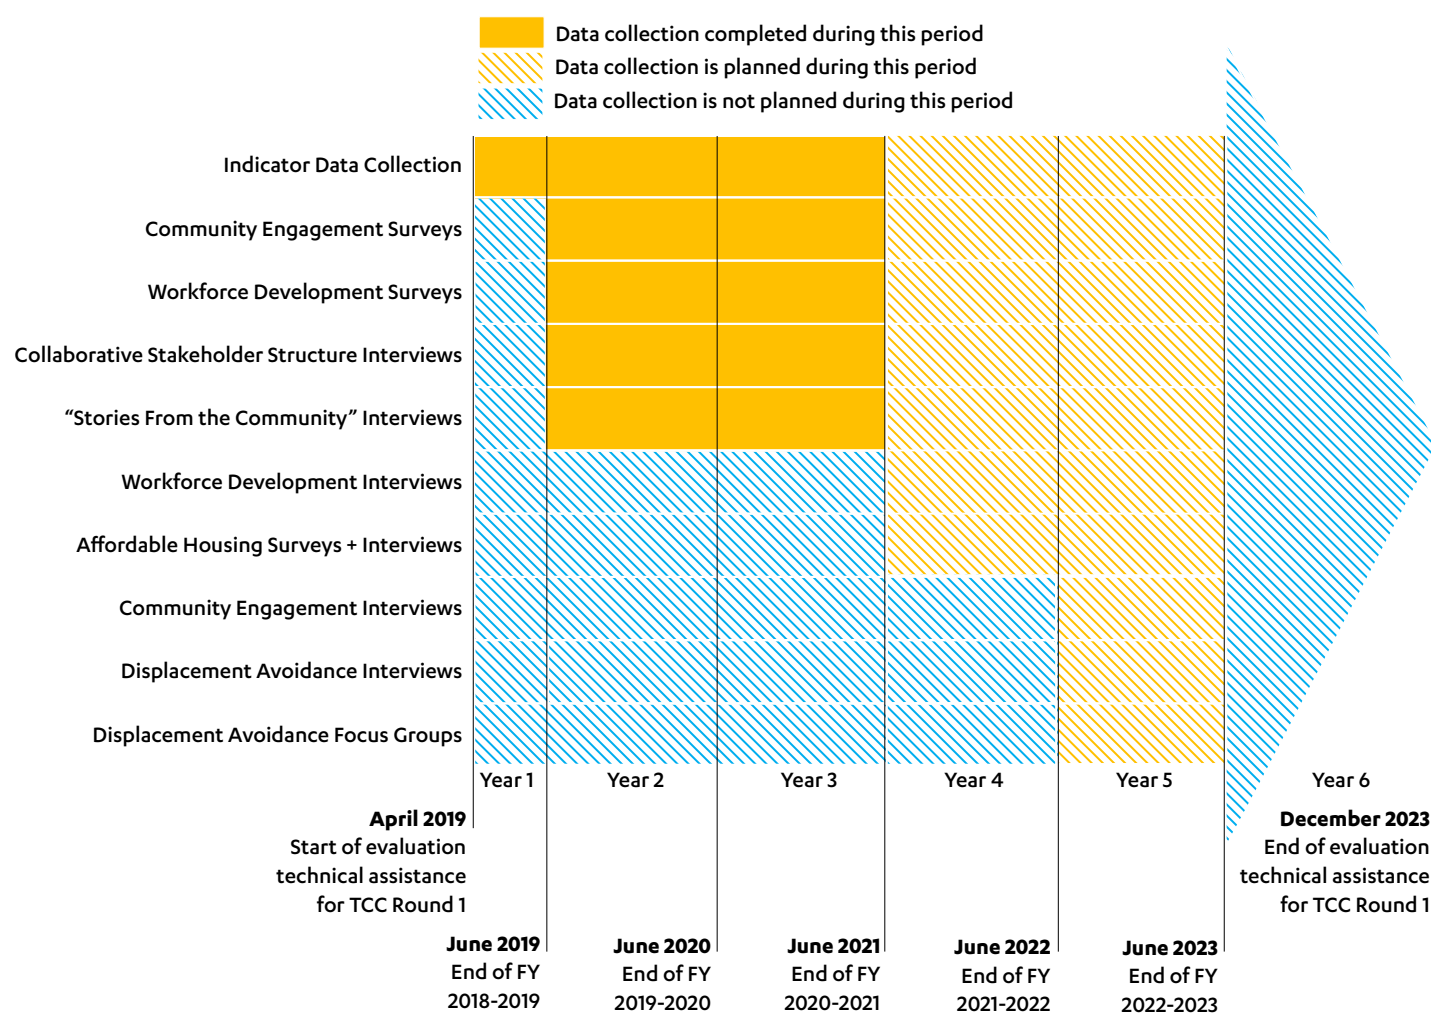 Data collection completed during this period
Data collection is planned during this period
Data collection is not planned during this period
Indicator Data Collection
Community Engagement Surveys
Workforce Development Surveys
Collaborative Stakeholder Structure Interviews
“Stories From the Community” Interviews
Workforce Development Interviews
Affordable Housing Surveys + Interviews
Community Engagement Interviews
Displacement Avoidance Interviews
Displacement Avoidance Focus Groups
Year 1
Year 2
Year 3
Year 4
Year 5
Year 6
April 2019
Start of evaluation
technical assistance
for TCC Round 1
December 2023
End of evaluation
technical assistance
for TCC Round 1
June 2019
End of FY
2018-2019
June 2020
End of FY
2019-2020
June 2021
End of FY
2020-2021
June 2022
End of FY
2021-2022
June 2023
End of FY
2022-2023